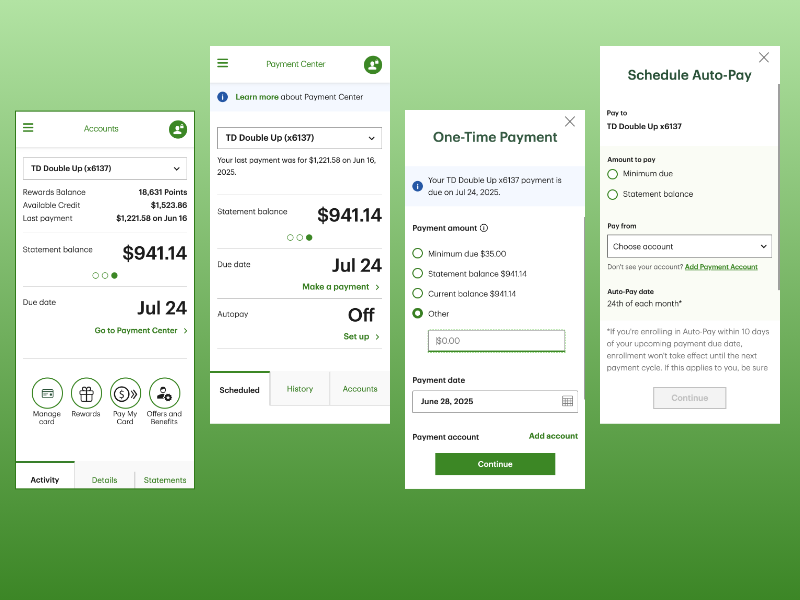 Accounts
TD Double Up (x6137)
Rewards Balance 18,631 Points
Available Credit $1,523.86
Last payment $1,221.58 on Jun 16
Statement balance $941.14
Due date Jul 24
Go to Payment Center >
Manage card
Rewards
Pay My Card
Offers and Benefits
Activity Details Statements
Payment Center
Learn more about Payment Center
TD Double Up (x6137)
Your last payment was for $1,221.58 on Jun 16,
2025.
Statement balance $941.14
Due date Jul 24
Make a payment >
Autopay Off
Set up >
Scheduled History Accounts
One-Time Payment
Your TD Double Up x6137 payment is
due on Jul 24, 2025.
Payment amount
Minimum due $35.00
Statement balance $941.14
Current balance $941.14
Other
$0.00
Payment date
June 28, 2025
Payment account Add account
Continue
Schedule Auto-Pay
Pay to
TD Double Up x6137
Amount to pay
Minimum due
Statement balance
Pay from
Choose account
Don't see your account? Add Payment Account
Auto-Pay date
24th of each month*
*If you're enrolling in Auto-Pay within 10 days
of your upcoming payment due date,
enrollment won't take effect until the next
payment cycle. If this applies to you, be sure
Continue